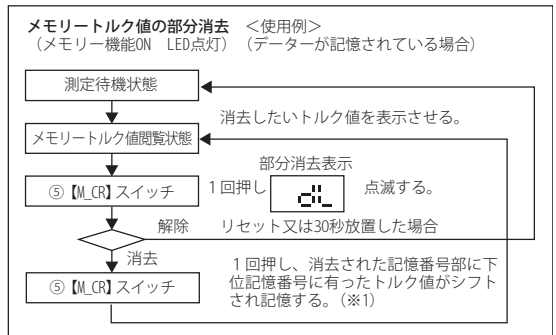 メモリートルク値の部分消去 <使用例>
(メモリー機能ON LED点灯)(データーが記憶されている場合)
測定待機状態
消去したいトルク値を表示させる。
メモリートルク値閲覧状態
部分消去表示
⑤【M_CR】スイッチ
1回押し
dL
点滅する。
解除
リセット又は30秒放置した場合
消去
⑤【M_CR】スイッチ
1回押し、消去された記憶番号部に下
位記憶番号に有ったトルク値がシフト
され記憶する。(※1)